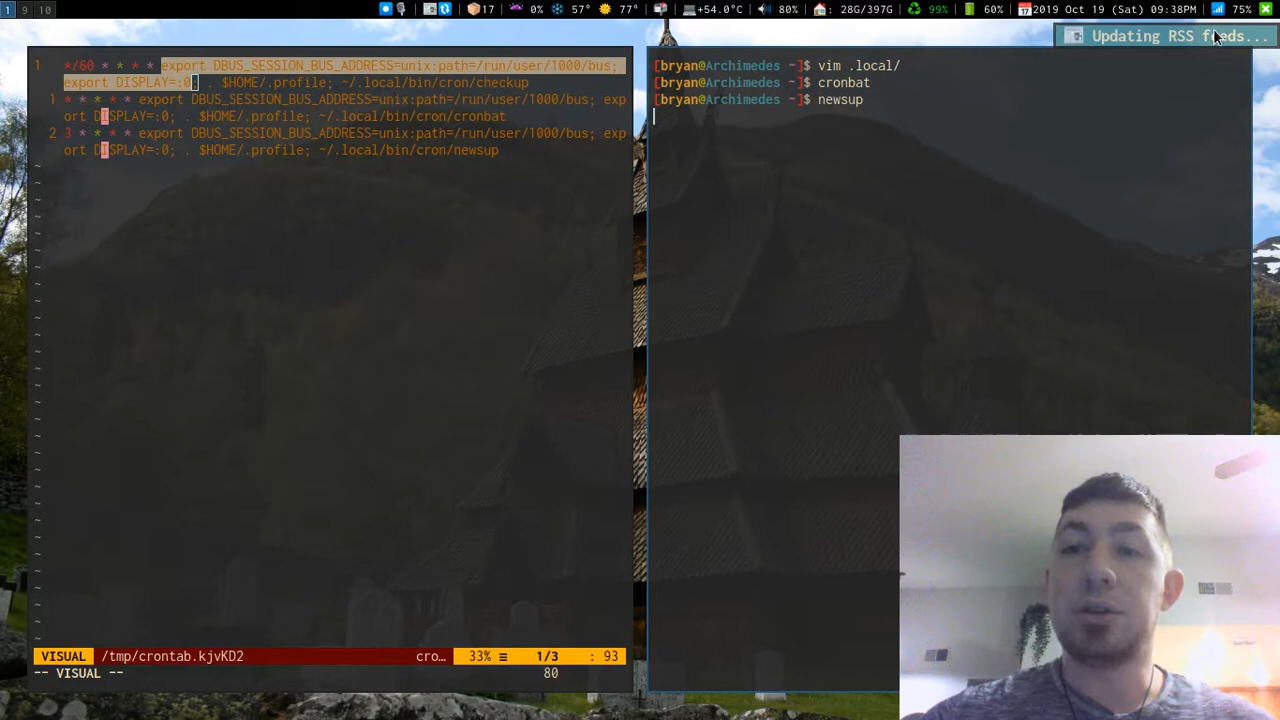 1 9 10 17 0% 57° 77° +54.0°C 80% : 28G/397G 99% 60% 2019 Oct 19 (Sat) 09:38PM 75%
Updating RSS feeds...
1 */60 * * * * export DBUS_SESSION_BUS_ADDRESS=unix:path=/run/user/1000/bus;
export DISPLAY=:0; . $HOME/.profile; ~/.local/bin/cron/checkup
1 * * * * * export DBUS_SESSION_BUS_ADDRESS=unix:path=/run/user/1000/bus; exp
ort DISPLAY=:0; . $HOME/.profile; ~/.local/bin/cron/cronbat
2 3 * * * * export DBUS_SESSION_BUS_ADDRESS=unix:path=/run/user/1000/bus; exp
ort DISPLAY=:0; . $HOME/.profile; ~/.local/bin/cron/newsup
VISUAL /tmp/crontab.kjvKD2 cro… 33% ≡ 1/3 : 93
-- VISUAL -- 80
[bryan@Archimedes ~]$ vim .local/
[bryan@Archimedes ~]$ cronbat
[bryan@Archimedes ~]$ newsup